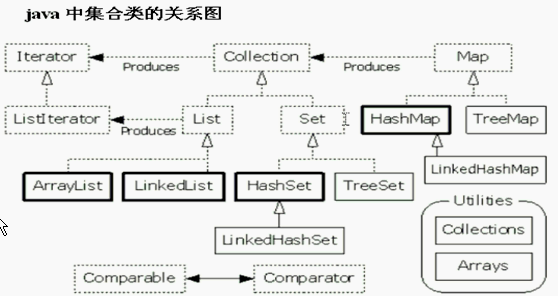 java 中集合类的关系图
Iterator
Produces
Collection
Produces
Map
ListIterator
Produces
List
Set
HashMap
TreeMap
LinkedHashMap
ArrayList
LinkedList
HashSet
TreeSet
Utilities
Collections
LinkedHashSet
Arrays
Comparable
Comparator